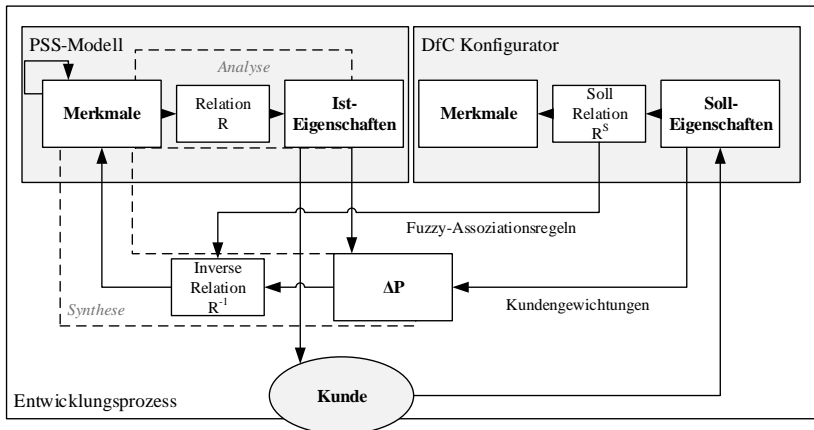 PSS-Modell
Analyse
Merkmale
Relation
R
Ist-
Eigenschaften
DfC Konfigurator
Merkmale
Soll
Relation
R^S
Soll-
Eigenschaften
Fuzzy-Assoziationsregeln
Inverse
Relation
R^-1
ΔP
Kundengewichtungen
Synthese
Kunde
Entwicklungsprozess